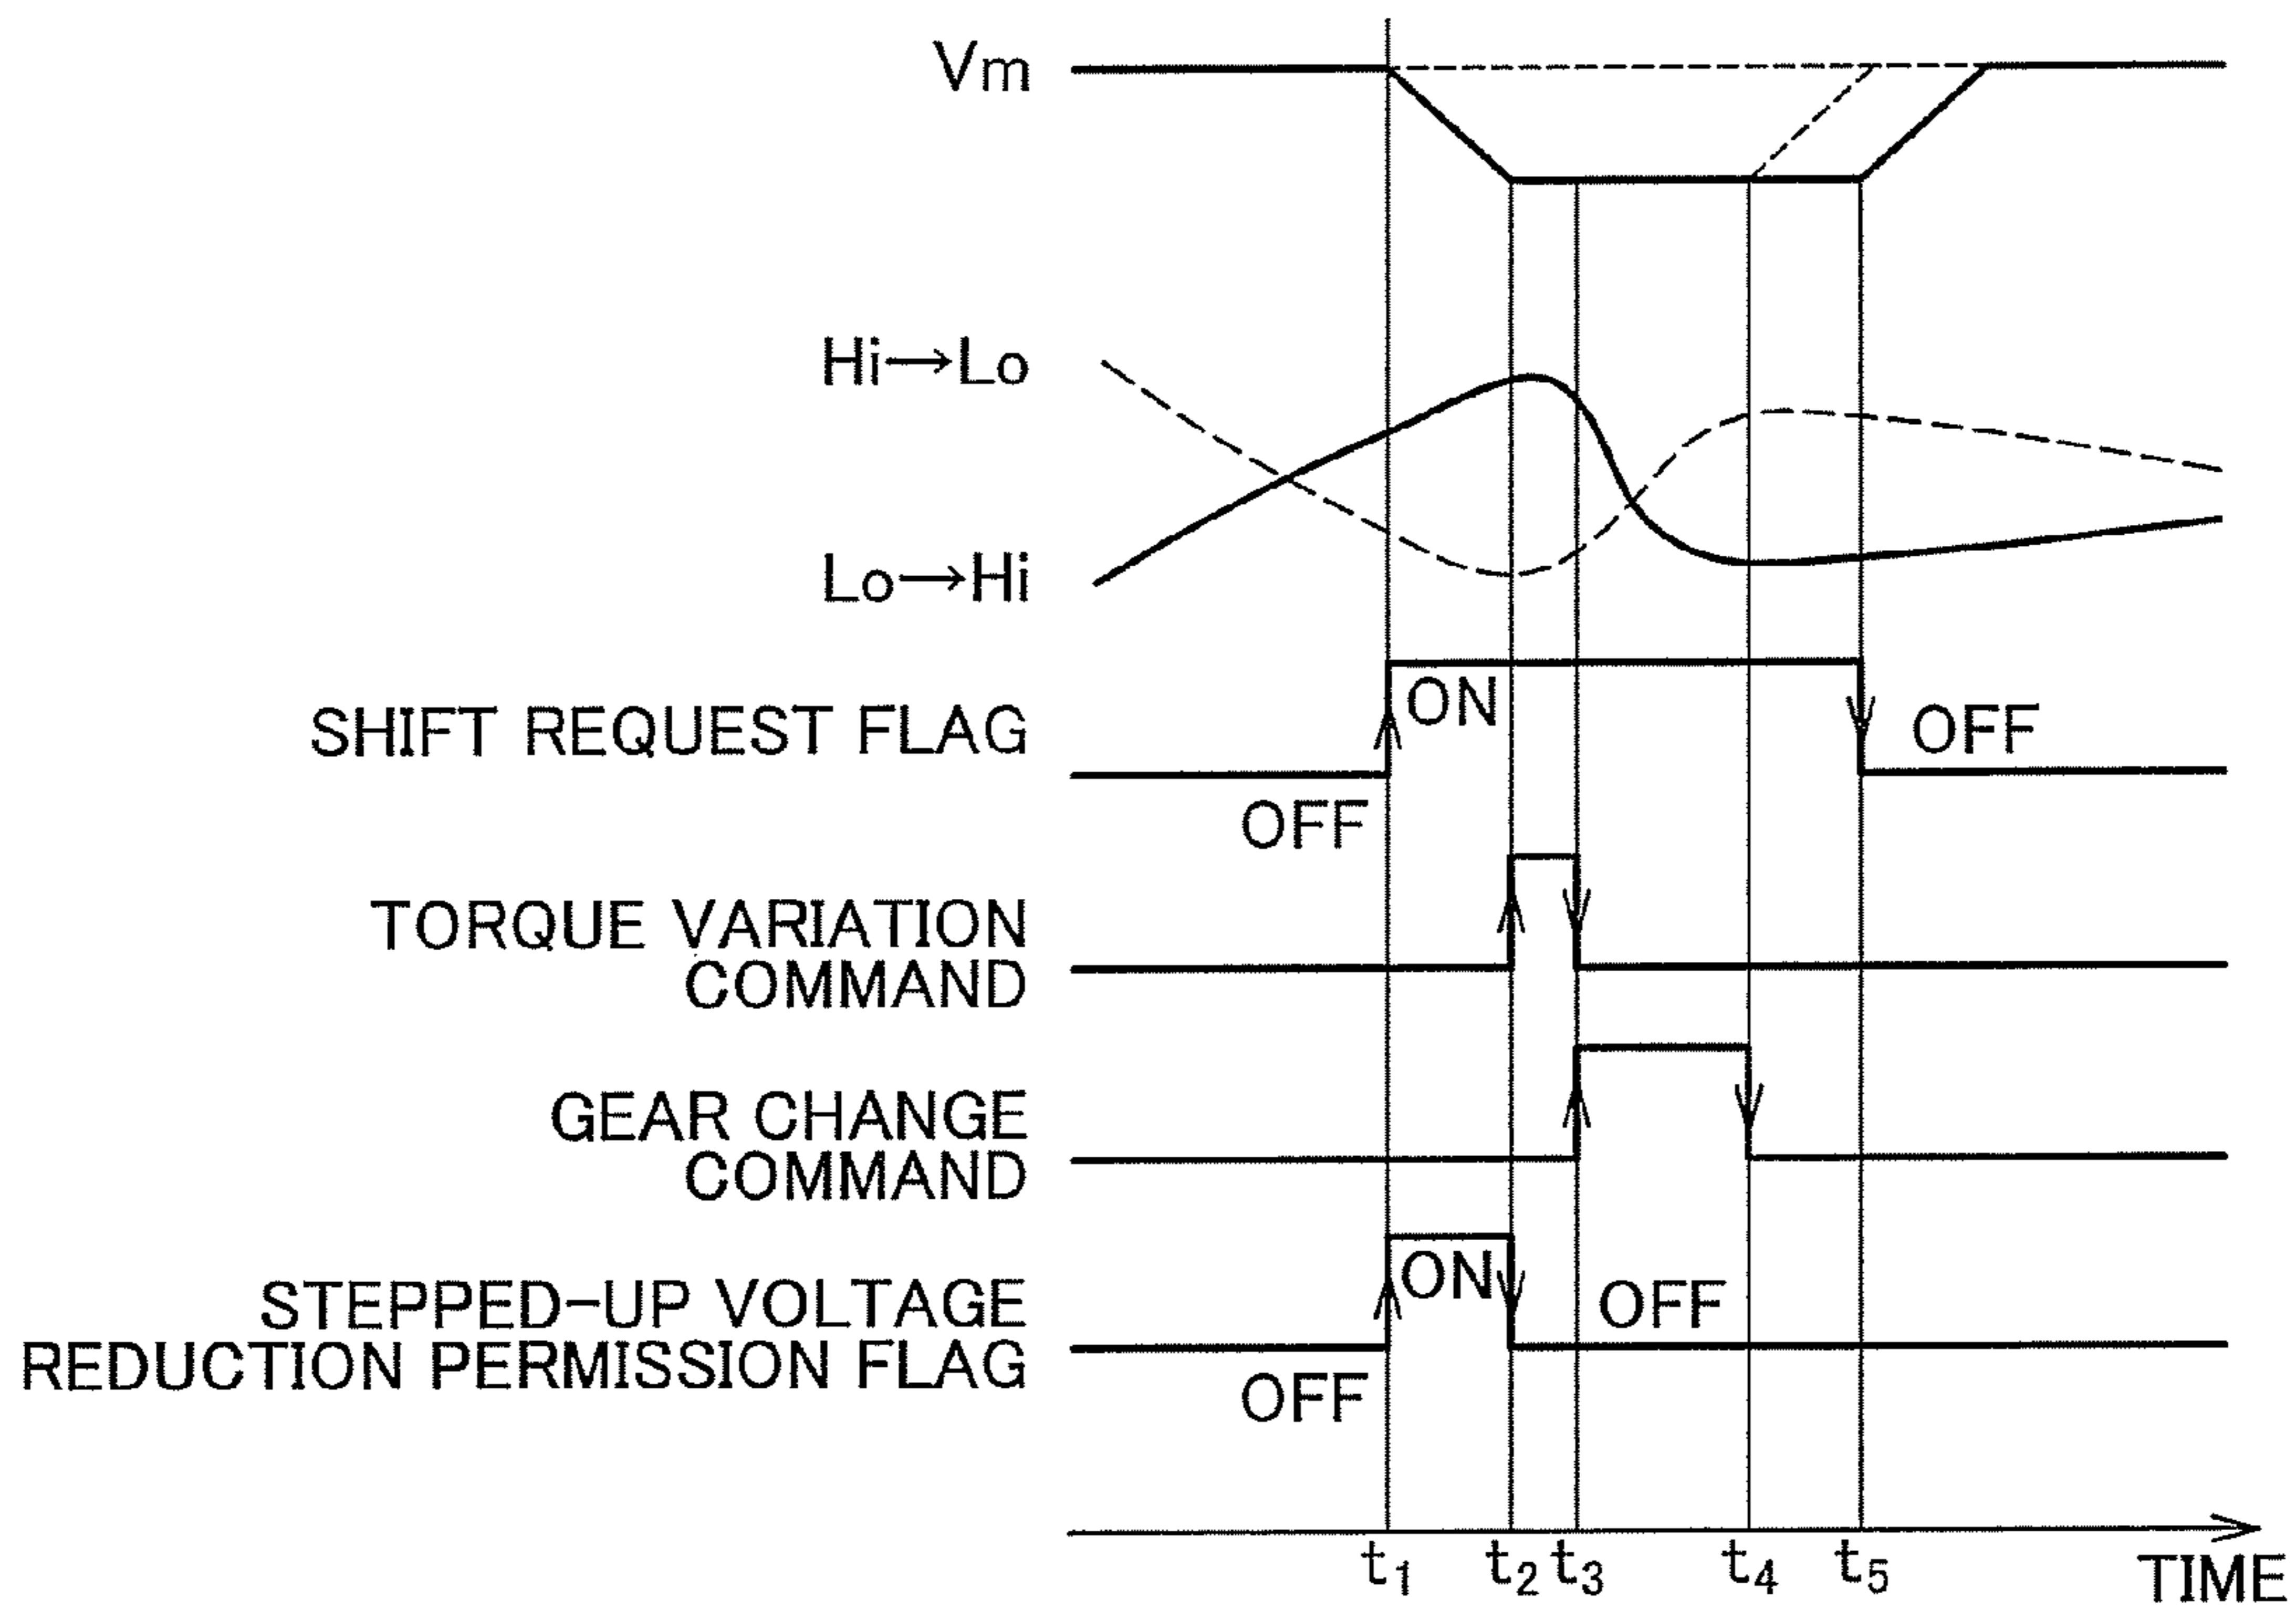 Vm
Hi→Lo
Lo→Hi
SHIFT REQUEST FLAG
ON
OFF
OFF
TORQUE VARIATION
COMMAND
GEAR CHANGE
COMMAND
STEPPED-UP VOLTAGE
REDUCTION PERMISSION FLAG
ON
OFF
OFF
t1 t2 t3 t4 t5
TIME